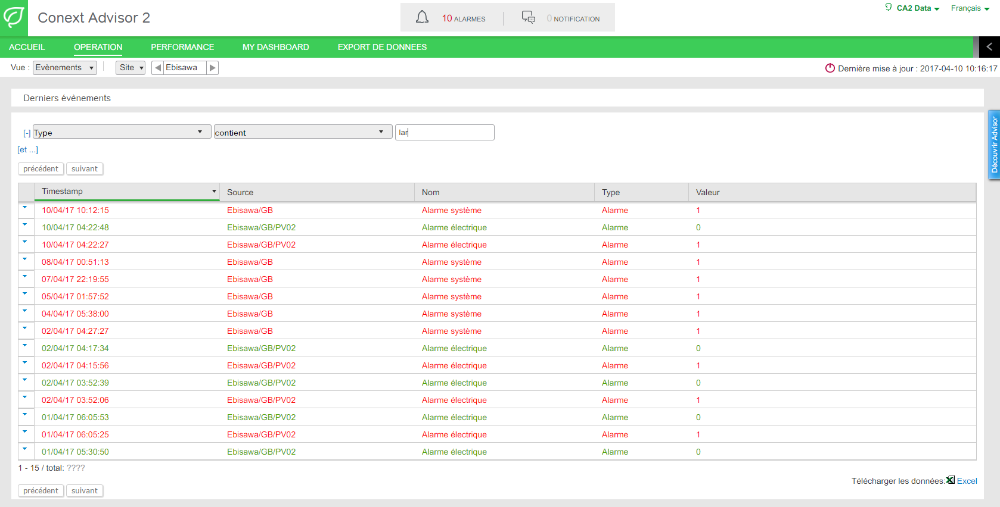 Conext Advisor 2
10 ALARMES
0 NOTIFICATION
CA2 Data
Français
ACCUEIL OPERATION PERFORMANCE MY DASHBOARD EXPORT DE DONNEES
Vue : Evènements Site Ebisawa
Dernière mise à jour : 2017-04-10 10:16:17
Derniers évènements
Découvrir Advisor
[-] Type contient lar
[et ...]
précédent suivant
Timestamp Source Nom Type Valeur
10/04/17 10:12:15 Ebisawa/GB Alarme système Alarme 1
10/04/17 04:22:48 Ebisawa/GB/PV02 Alarme électrique Alarme 0
10/04/17 04:22:27 Ebisawa/GB/PV02 Alarme électrique Alarme 1
08/04/17 00:51:13 Ebisawa/GB Alarme système Alarme 1
07/04/17 22:19:55 Ebisawa/GB Alarme système Alarme 1
05/04/17 01:57:52 Ebisawa/GB Alarme système Alarme 1
04/04/17 05:38:00 Ebisawa/GB Alarme système Alarme 1
02/04/17 04:27:27 Ebisawa/GB Alarme système Alarme 1
02/04/17 04:17:34 Ebisawa/GB/PV02 Alarme électrique Alarme 0
02/04/17 04:15:56 Ebisawa/GB/PV02 Alarme électrique Alarme 1
02/04/17 03:52:39 Ebisawa/GB/PV02 Alarme électrique Alarme 0
02/04/17 03:52:06 Ebisawa/GB/PV02 Alarme électrique Alarme 1
01/04/17 06:05:53 Ebisawa/GB/PV02 Alarme électrique Alarme 0
01/04/17 06:05:25 Ebisawa/GB/PV02 Alarme électrique Alarme 1
01/04/17 05:30:50 Ebisawa/GB/PV02 Alarme électrique Alarme 0
1 - 15 / total: ????
Télécharger les données: Excel
précédent suivant